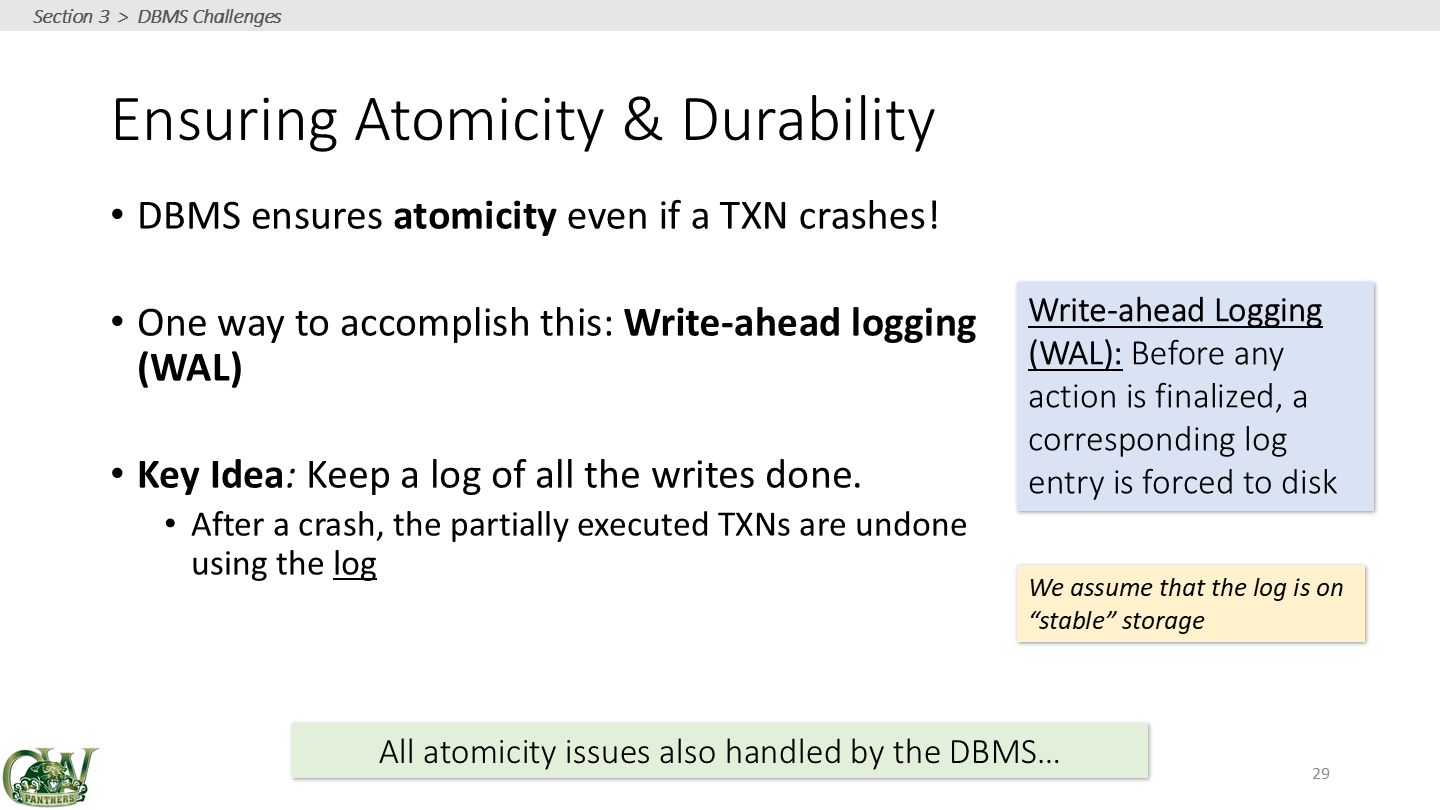 Section 3 > DBMS Challenges
Ensuring Atomicity & Durability
• DBMS ensures atomicity even if a TXN crashes!
• One way to accomplish this: Write-ahead logging
(WAL)
• Key Idea: Keep a log of all the writes done.
• After a crash, the partially executed TXNs are undone
using the log
Write-ahead Logging
(WAL): Before any
action is finalized, a
corresponding log
entry is forced to disk
We assume that the log is on
“stable” storage
All atomicity issues also handled by the DBMS…
OW
PANTHERS
29